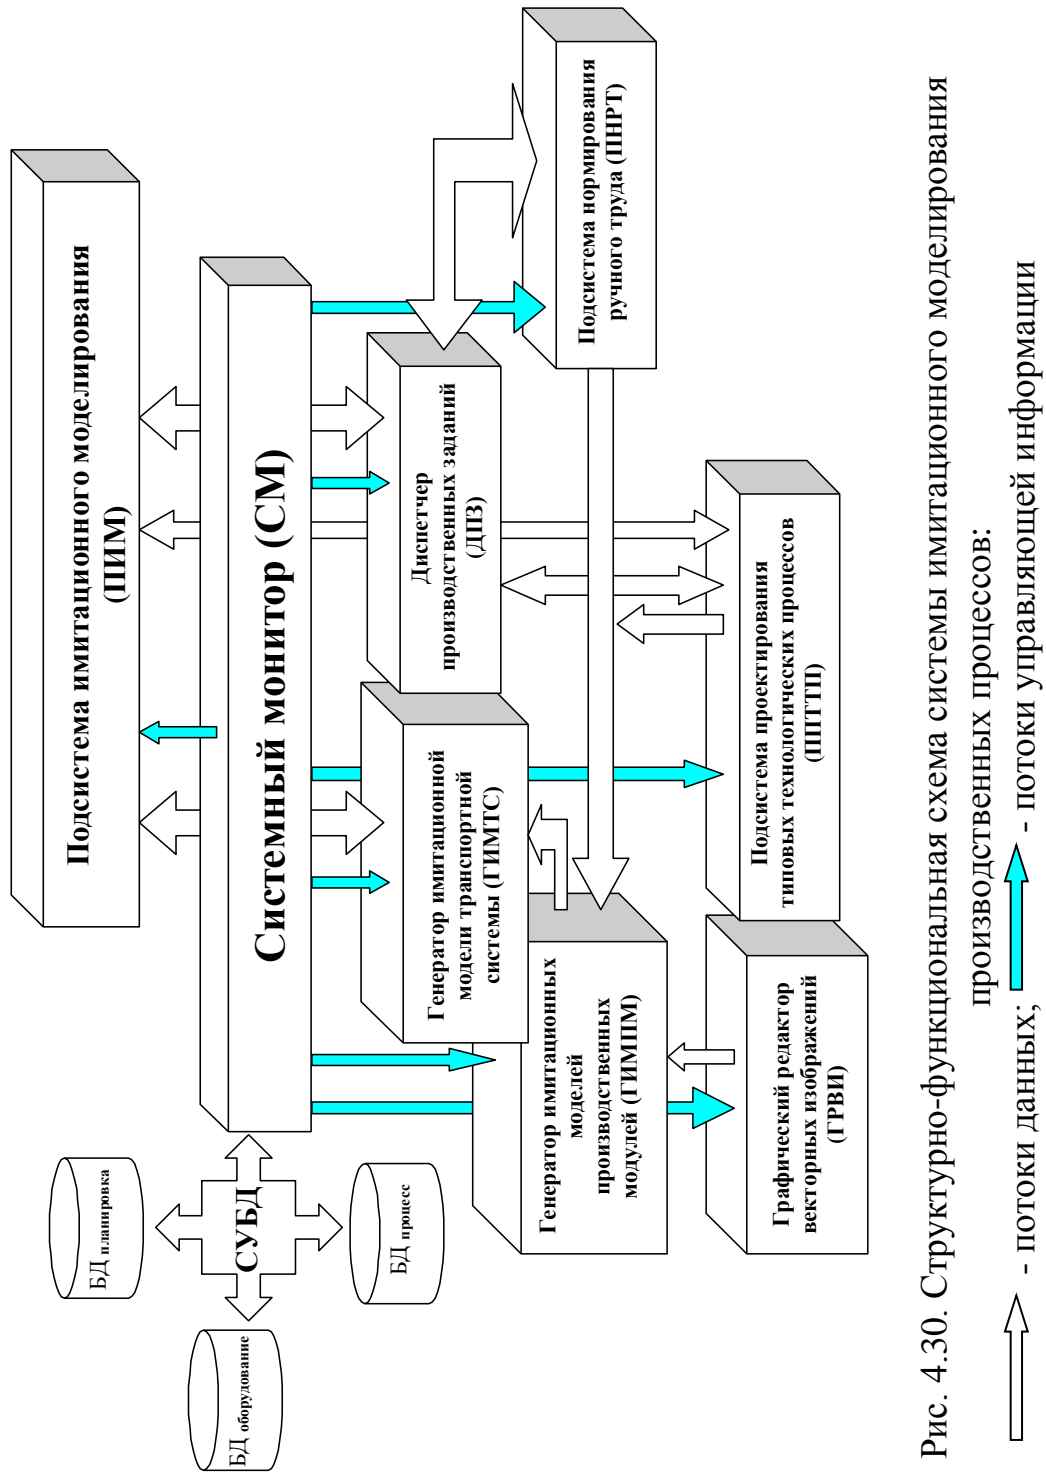 Подсистема имитационного моделирования
(ПИМ)
БД планировка
СУБД
БД оборудование
БД процесс
Системный монитор (СМ)
Генератор имитационной
модели транспортной
системы (ГИМТС)
Диспетчер
производственных заданий
(ДПЗ)
Генератор имитационных
моделей
производственных
модулей (ГИМПМ)
Подсистема нормирования
ручного труда (ПНРТ)
Графический редактор
векторных изображений
(ГРВИ)
Подсистема проектирования
типовых технологических процессов
(ППТТП)
Рис. 4.30. Структурно-функциональная схема системы имитационного моделирования
производственных процессов:
- потоки данных; - потоки управляющей информации